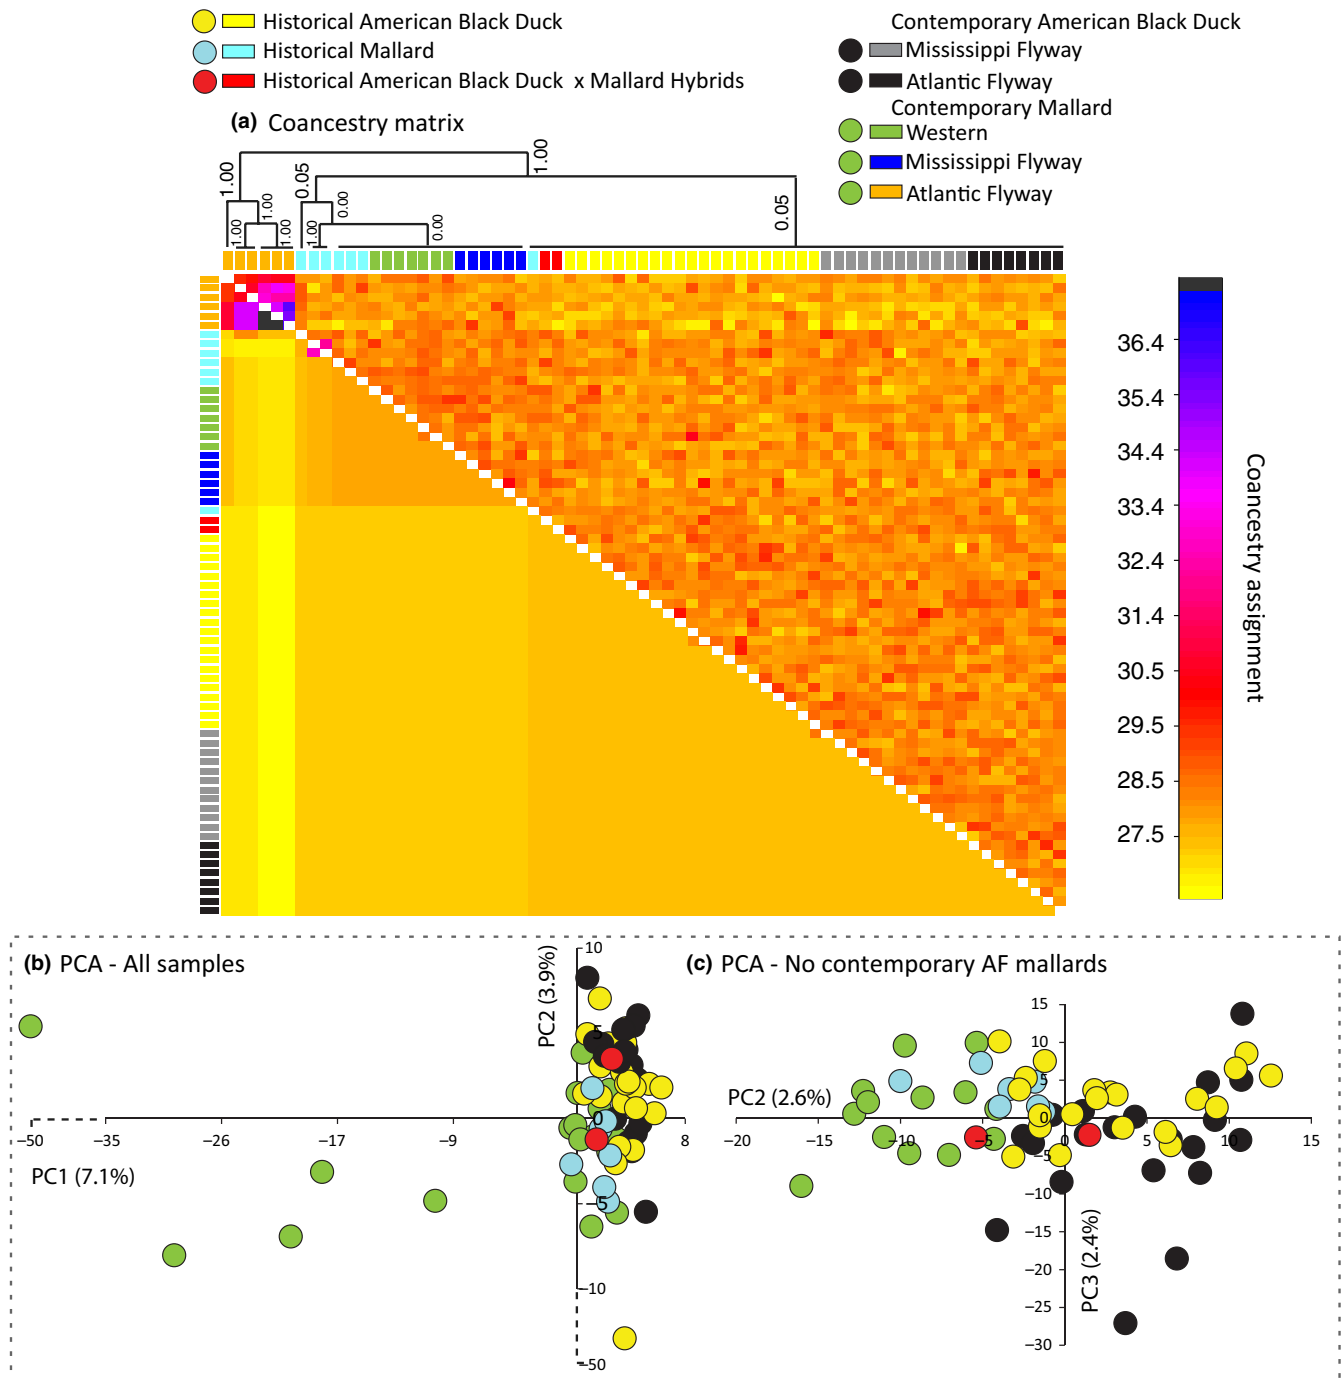 Historical American Black Duck
Historical Mallard
Historical American Black Duck x Mallard Hybrids
Contemporary American Black Duck
Mississippi Flyway
Atlantic Flyway
Contemporary Mallard
Western
Mississippi Flyway
Atlantic Flyway
(a) Coancestry matrix
1.00
1.00
1.00
1.00
1.00
0.05
0.00
1.00
0.00
1.00
0.05
36.4
35.4
34.4
33.4
32.4
31.4
30.5
29.5
28.5
27.5
Coancestry assignment
(b) PCA - All samples
PC2 (3.9%)
10
5
0
−5
−10
−50
−50
−35
−26
−17
−9
8
PC1 (7.1%)
(c) PCA - No contemporary AF mallards
PC2 (2.6%)
15
10
5
0
−5
−10
−15
−20
−25
−30
−20
−15
−10
−5
5
10
15
PC3 (2.4%)